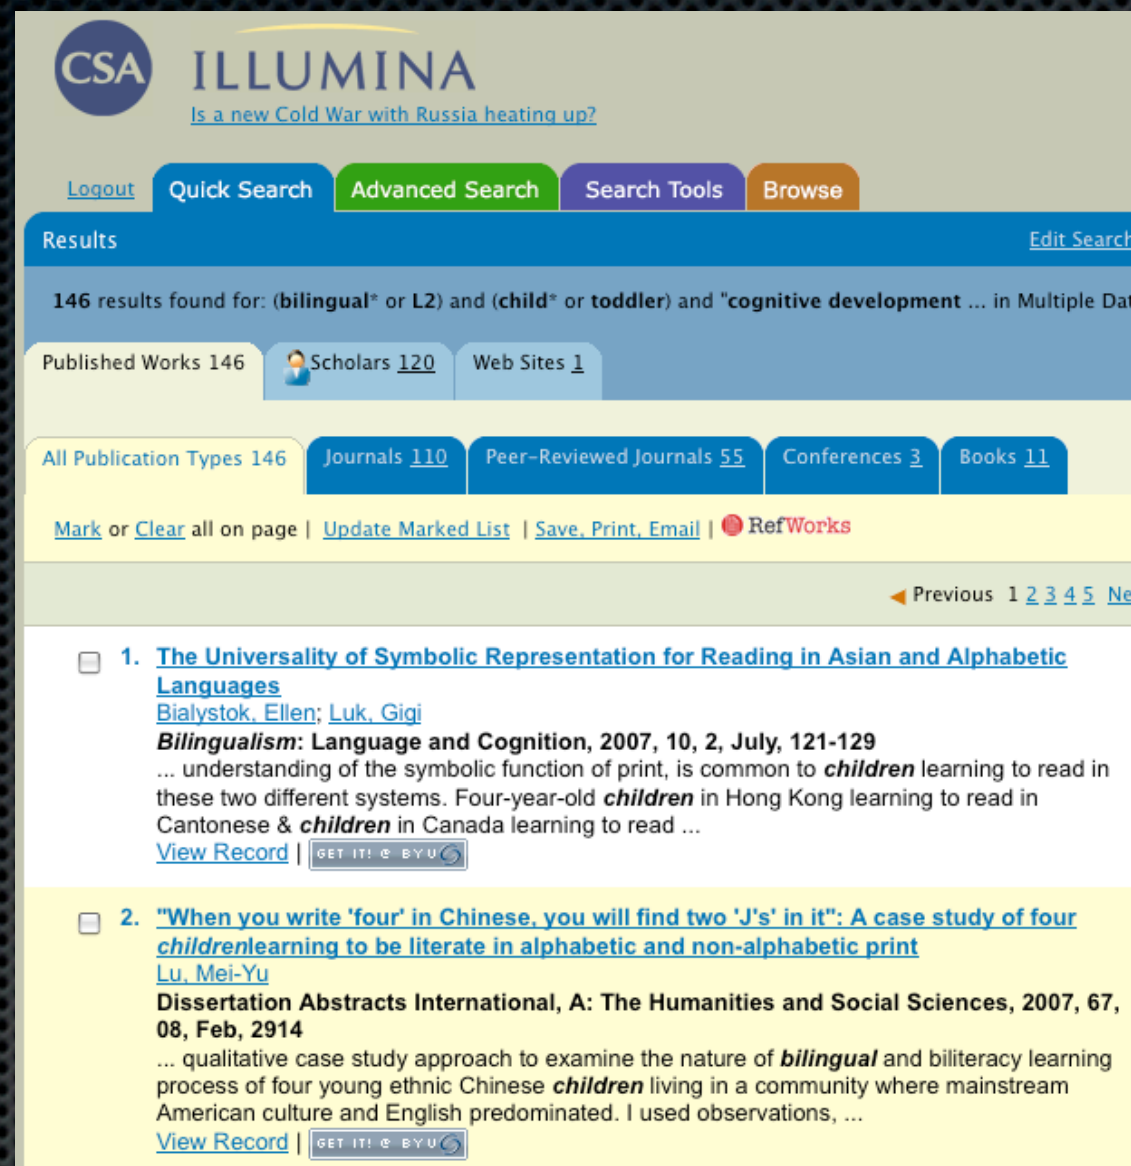 CSA ILLUMINA
Is a new Cold War with Russia heating up?
Logout Quick Search Advanced Search Search Tools Browse
Results Edit Search
146 results found for: (bilingual* or L2) and (child* or toddler) and "cognitive development ... in Multiple Dat
Published Works 146 Scholars 120 Web Sites 1
All Publication Types 146 Journals 110 Peer-Reviewed Journals 55 Conferences 3 Books 11
Mark or Clear all on page | Update Marked List | Save, Print, Email | RefWorks
Previous 1 2 3 4 5 Ne
1. The Universality of Symbolic Representation for Reading in Asian and Alphabetic
Languages
Bialystok, Ellen; Luk, Gigi
Bilingualism: Language and Cognition, 2007, 10, 2, July, 121-129
... understanding of the symbolic function of print, is common to children learning to read in
these two different systems. Four-year-old children in Hong Kong learning to read in
Cantonese & children in Canada learning to read ...
View Record | GET IT! @ BYU
2. "When you write 'four' in Chinese, you will find two 'J's' in it": A case study of four
childrenlearning to be literate in alphabetic and non-alphabetic print
Lu, Mei-Yu
Dissertation Abstracts International, A: The Humanities and Social Sciences, 2007, 67,
08, Feb, 2914
... qualitative case study approach to examine the nature of bilingual and biliteracy learning
process of four young ethnic Chinese children living in a community where mainstream
American culture and English predominated. I used observations, ...
View Record | GET IT! @ BYU